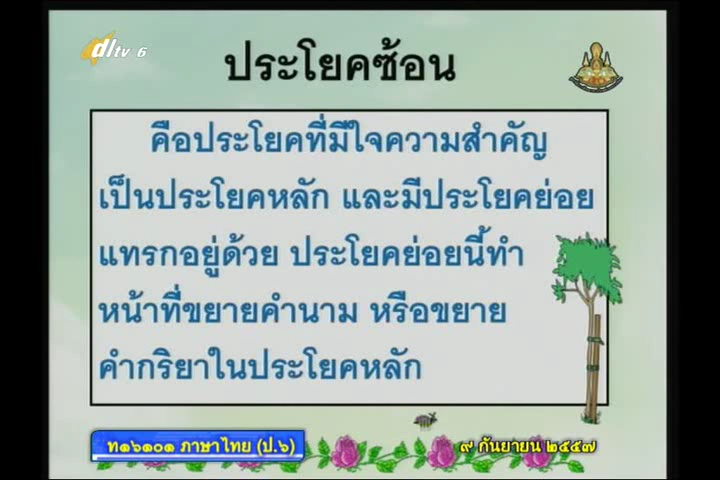 dltv 6
ประโยคซ้อน
คือประโยคที่มีใจความสำคัญ
เป็นประโยคหลัก และมีประโยคย่อย
แทรกอยู่ด้วย ประโยคย่อยนี้ทำ
หน้าที่ขยายคำนาม หรือขยาย
คำกริยาในประโยคหลัก
ท๑๖๑๐๑ ภาษาไทย (ป.๖)
๙ กันยายน ๒๕๕๗